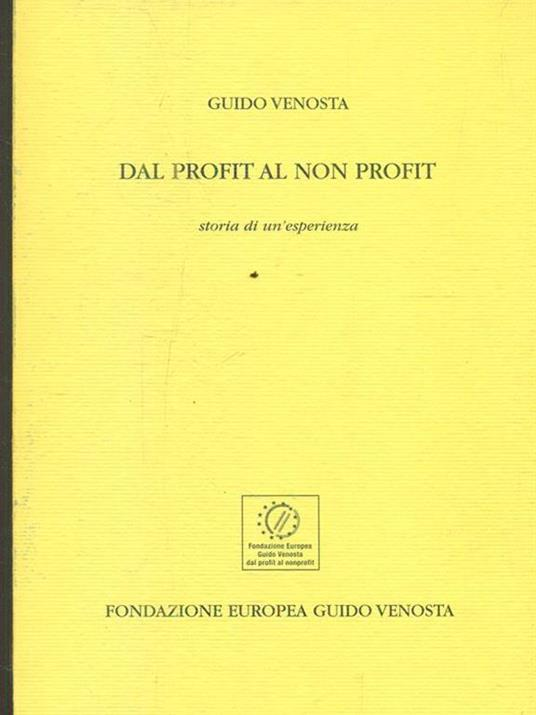 GUIDO VENOSTA
DAL PROFIT AL NON PROFIT
storia di un'esperienza
Fondazione Europea
Guido Venosta
dal profit al nonprofit
FONDAZIONE EUROPEA GUIDO VENOSTA